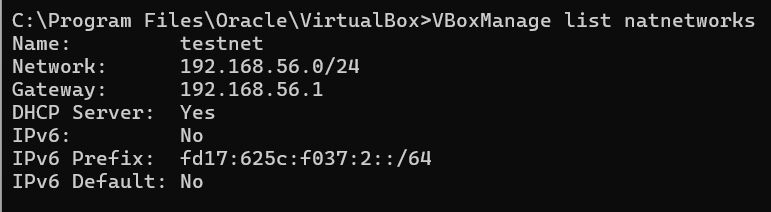 C:\Program Files\Oracle\VirtualBox>VBoxManage list natnetworks
Name:         testnet
Network:      192.168.56.0/24
Gateway:      192.168.56.1
DHCP Server:  Yes
IPv6:         No
IPv6 Prefix:  fd17:625c:f037:2::/64
IPv6 Default: No